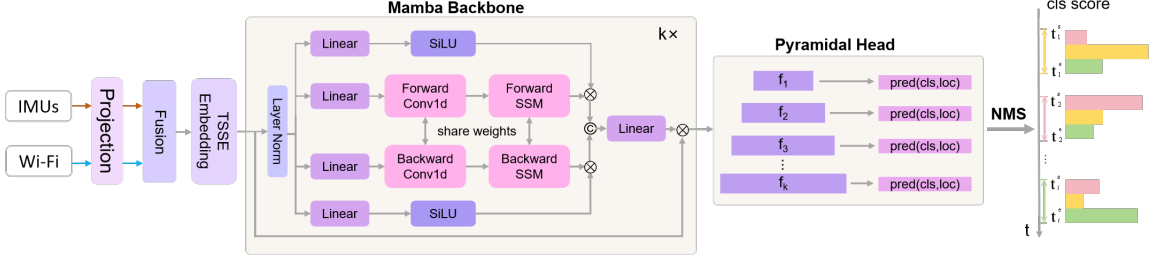 Mamba Backbone
cls score
k×
Linear
SiLU
Pyramidal Head
IMUs
Wi-Fi
Projection
Fusion
TSSE
Embedding
Layer Norm
Linear
Forward
Conv1d
Forward
SSM
share weights
Linear
Backward
Conv1d
Backward
SSM
Linear
SiLU
©
Linear
f1
pred(cls,loc)
f2
pred(cls,loc)
f3
pred(cls,loc)
⋮
fk
pred(cls,loc)
NMS
t